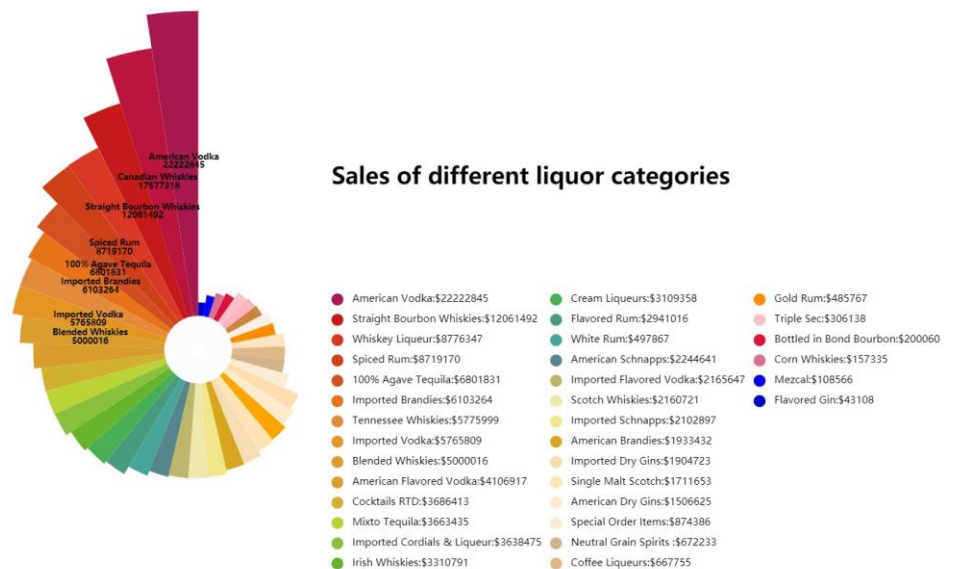 American Vodka
22222845
Canadian Whiskies
17577318
Straight Bourbon Whiskies
12061492
Spiced Rum
8719170
100% Agave Tequila
6801831
Imported Brandies
6103264
Imported Vodka
5765809
Blended Whiskies
5000016
Sales of different liquor categories
American Vodka:$22222845
Straight Bourbon Whiskies:$12061492
Whiskey Liqueur:$8776347
Spiced Rum:$8719170
100% Agave Tequila:$6801831
Imported Brandies:$6103264
Tennessee Whiskies:$5775999
Imported Vodka:$5765809
Blended Whiskies:$5000016
American Flavored Vodka:$4106917
Cocktails RTD:$3686413
Mixto Tequila:$3663435
Imported Cordials & Liqueur:$3638475
Irish Whiskies:$3310791
Cream Liqueurs:$3109358
Flavored Rum:$2941016
White Rum:$497867
American Schnapps:$2244641
Imported Flavored Vodka:$2165647
Scotch Whiskies:$2160721
Imported Schnapps:$2102897
American Brandies:$1933432
Imported Dry Gins:$1904723
Single Malt Scotch:$1711653
American Dry Gins:$1506625
Special Order Items:$874386
Neutral Grain Spirits :$672233
Coffee Liqueurs:$667755
Gold Rum:$485767
Triple Sec:$306138
Bottled in Bond Bourbon:$200060
Corn Whiskies:$157335
Mezcal:$108566
Flavored Gin:$43108